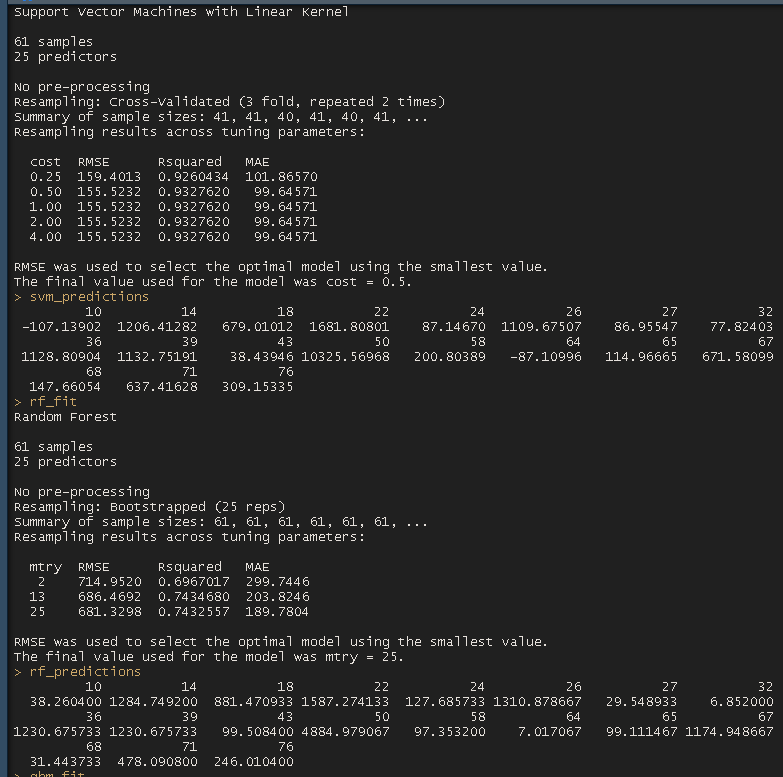 Support Vector Machines with Linear Kernel
61 samples
25 predictors
No pre-processing
Resampling: Cross-Validated (3 fold, repeated 2 times)
Summary of sample sizes: 41, 41, 40, 41, 40, 41, ...
Resampling results across tuning parameters:
cost  RMSE      Rsquared   MAE
0.25  159.4013  0.9260434  101.86570
0.50  155.5232  0.9327620   99.64571
1.00  155.5232  0.9327620   99.64571
2.00  155.5232  0.9327620   99.64571
4.00  155.5232  0.9327620   99.64571
RMSE was used to select the optimal model using the smallest value.
The final value used for the model was cost = 0.5.
> svm_predictions
10 14 18 22 24 26 27 32
-107.13902 1206.41282 679.01012 1681.80801 87.14670 1109.67507 86.95547 77.82403
36 39 43 50 58 64 65 67
1128.80904 1132.75191 38.43946 10325.56968 200.80389 -87.10996 114.96665 671.58099
68 71 76
147.66054 637.41628 309.15335
> rf_fit
Random Forest
61 samples
25 predictors
No pre-processing
Resampling: Bootstrapped (25 reps)
Summary of sample sizes: 61, 61, 61, 61, 61, 61, ...
Resampling results across tuning parameters:
mtry  RMSE      Rsquared   MAE
2    714.9520  0.6967017  299.7446
13    686.4692  0.7434680  203.8246
25    681.3298  0.7432557  189.7804
RMSE was used to select the optimal model using the smallest value.
The final value used for the model was mtry = 25.
> rf_predictions
10 14 18 22 24 26 27 32
38.260400 1284.749200 881.470933 1587.274133 127.685733 1310.878667 29.548933 6.852000
36 39 43 50 58 64 65 67
1230.675733 1230.675733 99.508400 4884.979067 97.353200 7.017067 99.111467 1174.948667
68 71 76
31.443733 478.090800 246.010400
> gbm_fit